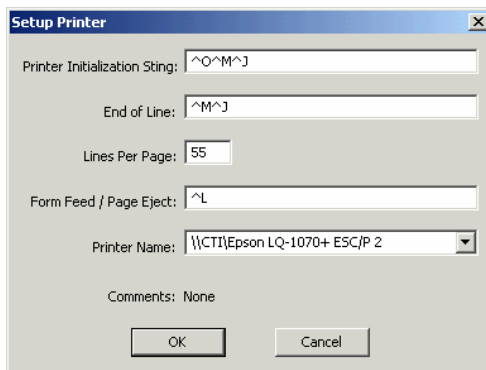 Setup Printer
Printer Initialization Sting: ^O^M^J
End of Line: ^M^J
Lines Per Page: 55
Form Feed / Page Eject: ^L
Printer Name: \\CTI\Epson LQ-1070+ ESC/P 2
Comments: None
OK Cancel